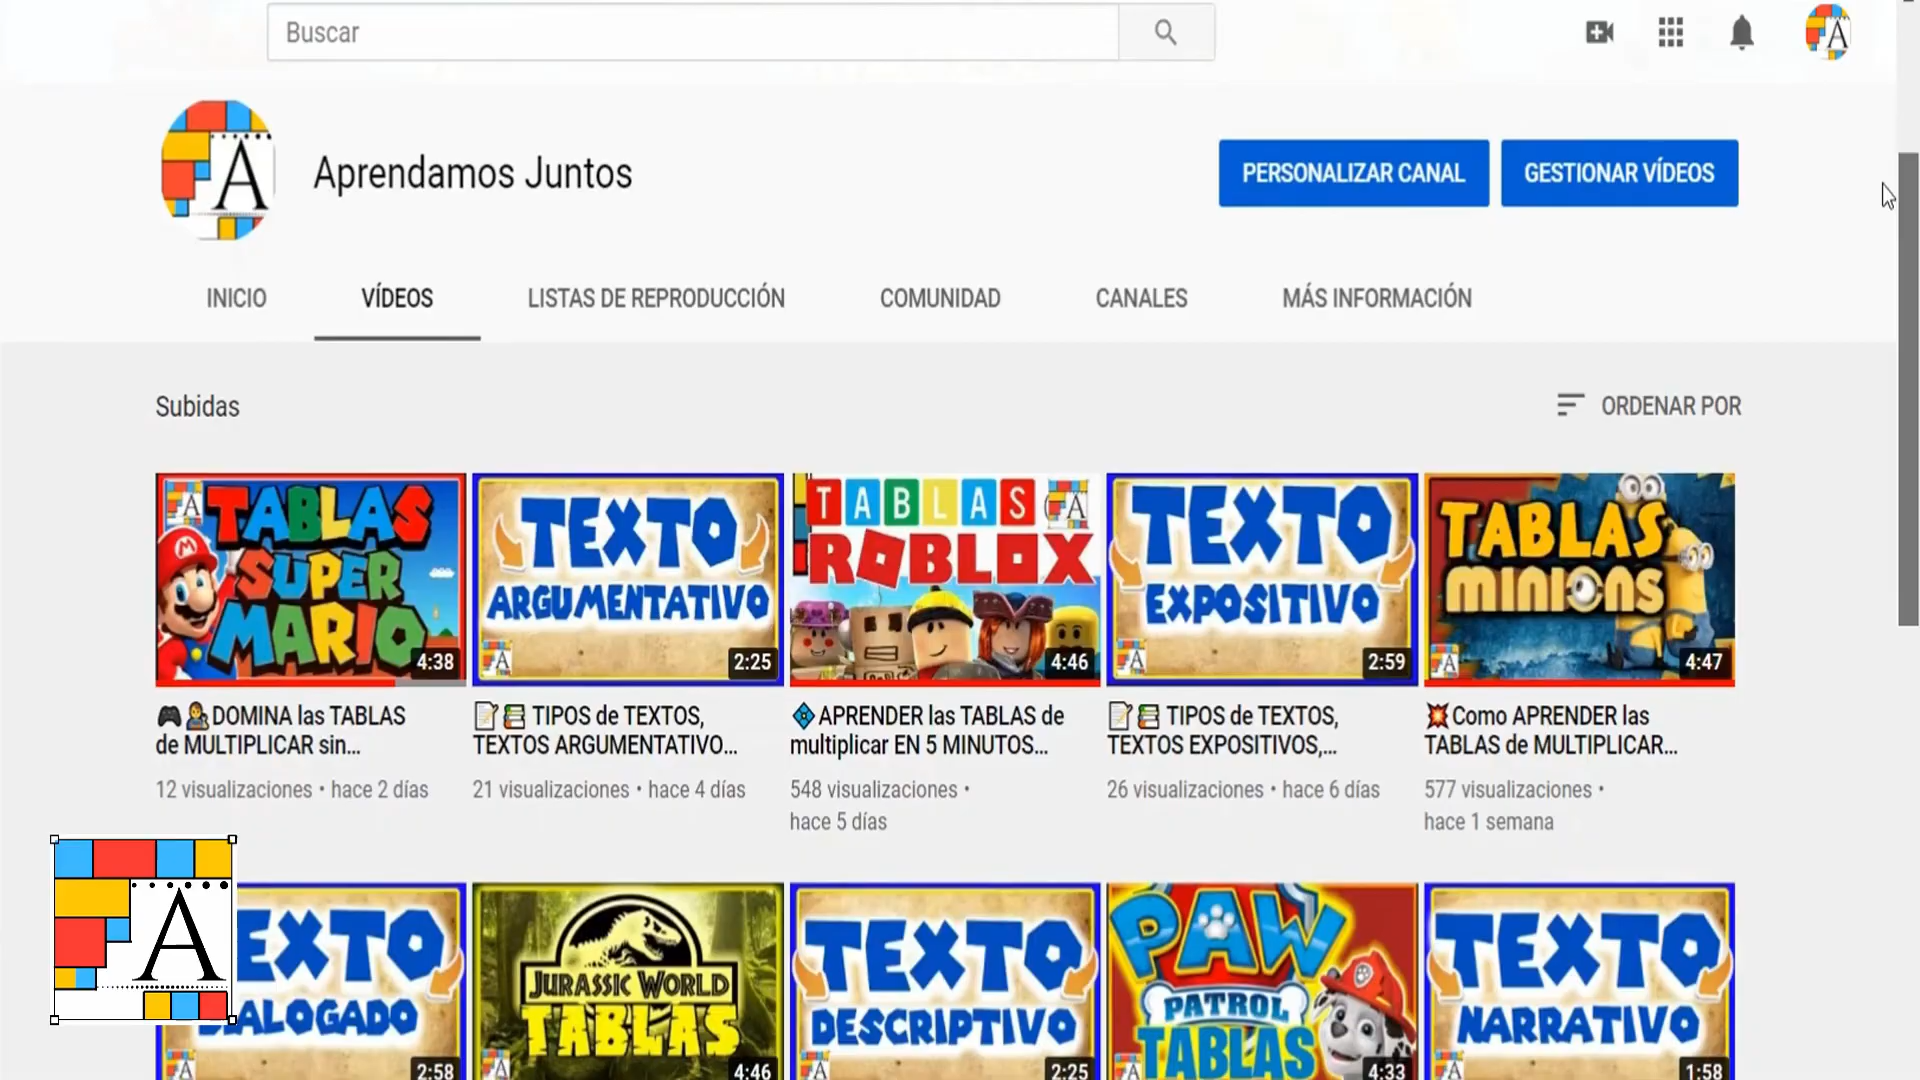 Buscar
A
A
Aprendamos Juntos
PERSONALIZAR CANAL
GESTIONAR VÍDEOS
INICIO
VÍDEOS
LISTAS DE REPRODUCCIÓN
COMUNIDAD
CANALES
MÁS INFORMACIÓN
Subidas
ORDENAR POR
A
TABLAS
SUPER
MARIO
M
4:38
TEXTO
ARGUMENTATIVO
A
2:25
TABLAS
A
ROBLOX
4:46
TEXTO
EXPOSITIVO
A
2:59
TABLAS
MINIONS
A
4:47
DOMINA las TABLAS
de MULTIPLICAR sin...
12 visualizaciones • hace 2 días
TIPOS de TEXTOS,
TEXTOS ARGUMENTATIVO...
21 visualizaciones • hace 4 días
APRENDER las TABLAS de
multiplicar EN 5 MINUTOS...
548 visualizaciones •
hace 5 días
TIPOS de TEXTOS,
TEXTOS EXPOSITIVOS,...
26 visualizaciones • hace 6 días
Como APRENDER las
TABLAS de MULTIPLICAR...
577 visualizaciones •
hace 1 semana
A
EXTO
IALOGADO
A
2:58
JURASSIC WORLD
TABLAS
A
4:46
TEXTO
DESCRIPTIVO
A
2:25
PAW
PATROL
TABLAS
A
4:33
TEXTO
NARRATIVO
A
1:58